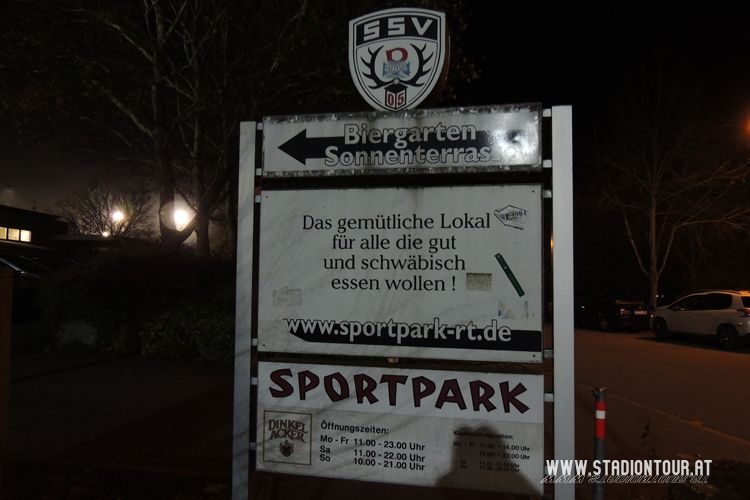 SSV
05
Biergarten
Sonnenterrasse
Das gemütliche Lokal
für alle die gut
und schwäbisch
essen wollen !
www.sportpark-rt.de
SPORTPARK
DINKEL
ACKER
Öffnungszeiten:
Mo - Fr 11.00 - 23.00 Uhr
Sa 11.00 - 22.00 Uhr
So 10.00 - 21.00 Uhr
WWW.STADIONTOUR.AT